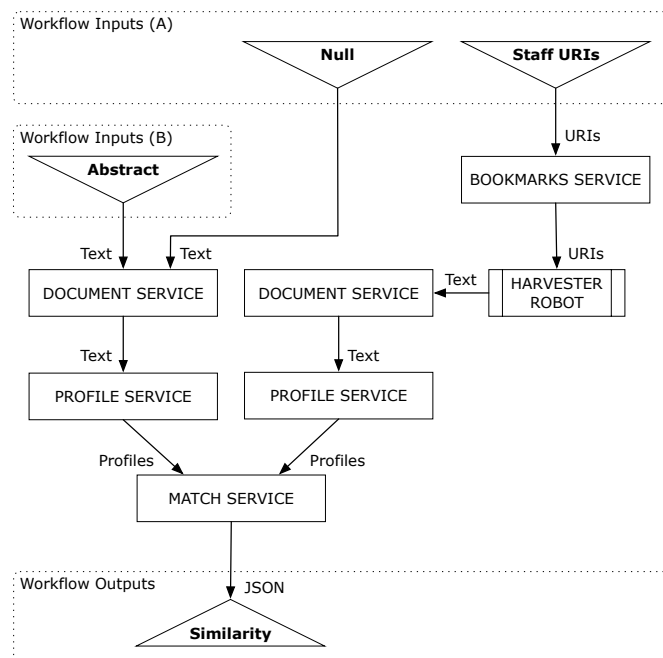 Workflow Inputs (A)
Null
Staff URIs
Workflow Inputs (B)
Abstract
URIs
BOOKMARKS SERVICE
Text
Text
URIs
DOCUMENT SERVICE
DOCUMENT SERVICE
Text
HARVESTER
ROBOT
Text
Text
PROFILE SERVICE
PROFILE SERVICE
Profiles
Profiles
MATCH SERVICE
Workflow Outputs
JSON
Similarity